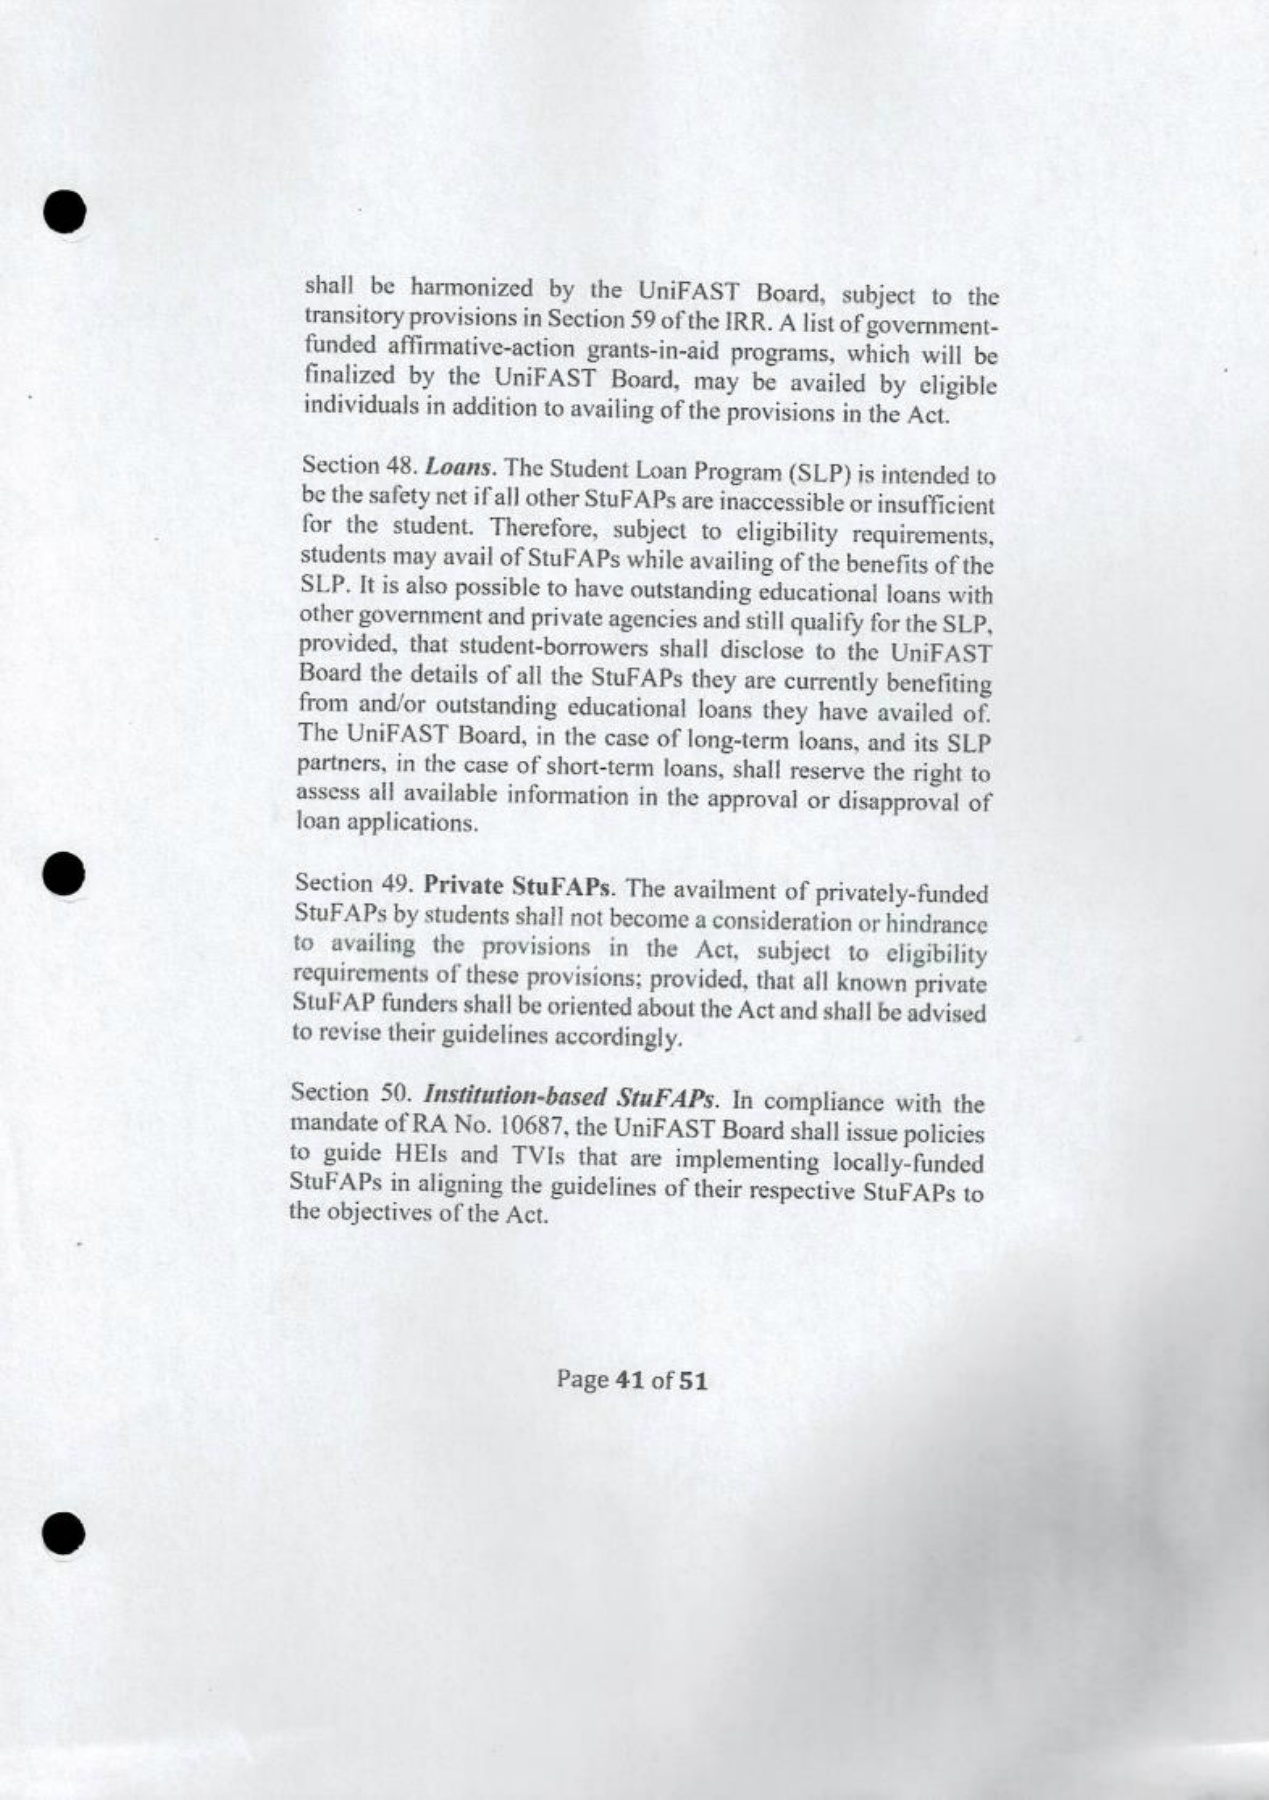 shall be harmonized by the UniFAST Board, subject to the
transitory provisions in Section 59 of the IRR. A list of government-
funded affirmative-action grants-in-aid programs, which will be
finalized by the UniFAST Board, may be availed by eligible
individuals in addition to availing of the provisions in the Act.
Section 48. Loans. The Student Loan Program (SLP) is intended to
be the safety net if all other StuFAPs are inaccessible or insufficient
for the student. Therefore, subject to eligibility requirements,
students may avail of StuFAPs while availing of the benefits of the
SLP. It is also possible to have outstanding educational loans with
other government and private agencies and still qualify for the SLP,
provided, that student-borrowers shall disclose to the UniFAST
Board the details of all the StuFAPs they are currently benefiting
from and/or outstanding educational loans they have availed of.
The UniFAST Board, in the case of long-term loans, and its SLP
partners, in the case of short-term loans, shall reserve the right to
assess all available information in the approval or disapproval of
loan applications.
Section 49. Private StuFAPs. The availment of privately-funded
StuFAPs by students shall not become a consideration or hindrance
to availing the provisions in the Act, subject to eligibility
requirements of these provisions; provided, that all known private
StuFAP funders shall be oriented about the Act and shall be advised
to revise their guidelines accordingly.
Section 50. Institution-based StuFAPs. In compliance with the
mandate of RA No. 10687, the UniFAST Board shall issue policies
to guide HEIs and TVIs that are implementing locally-funded
StuFAPs in aligning the guidelines of their respective StuFAPs to
the objectives of the Act.
Page 41 of 51